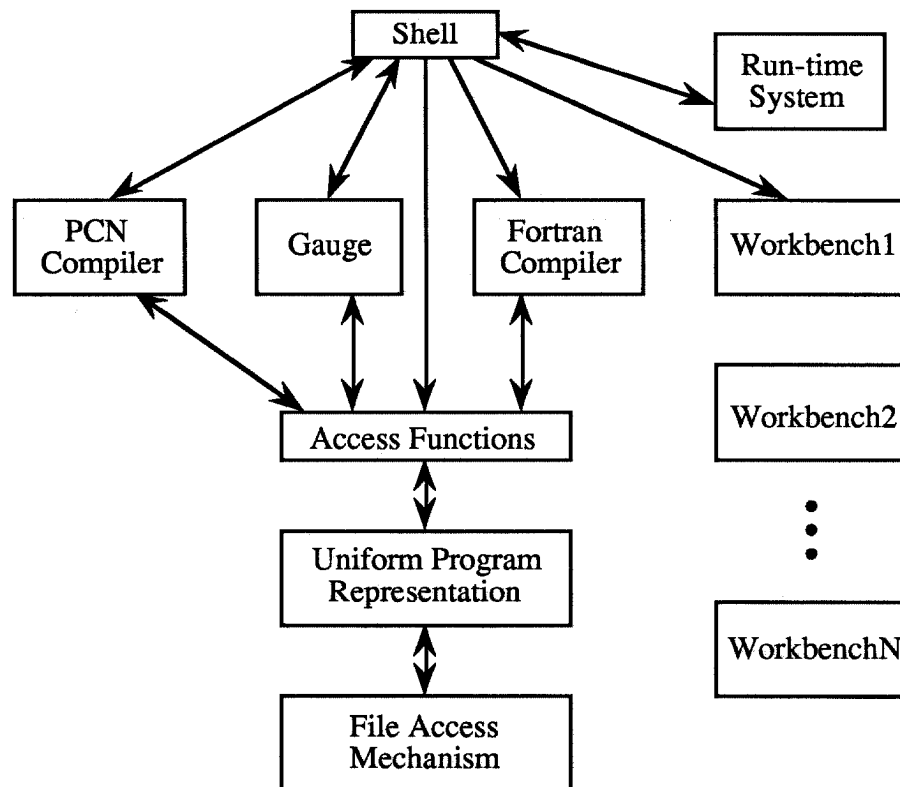 Shell
Run-time
System
PCN
Compiler
Gauge
Fortran
Compiler
Workbench1
Workbench2
Access Functions
Uniform Program
Representation
WorkbenchN
File Access
Mechanism